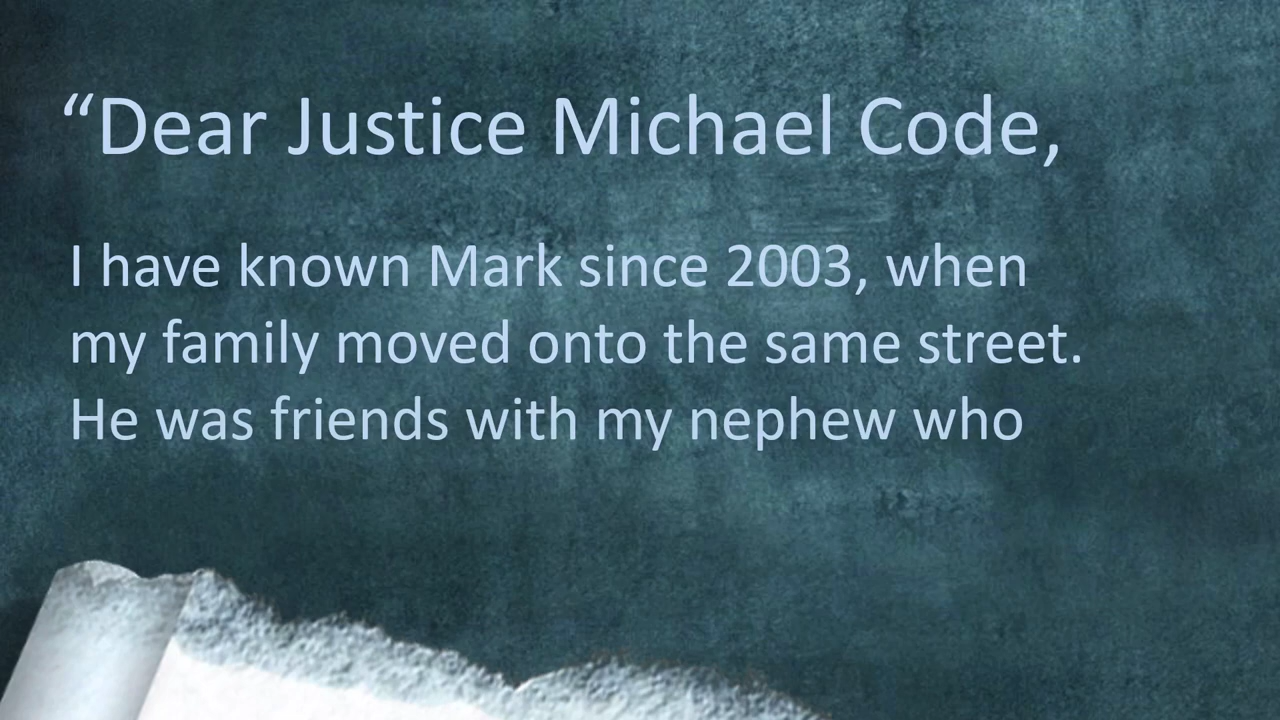 “Dear Justice Michael Code,
I have known Mark since 2003, when
my family moved onto the same street.
He was friends with my nephew who